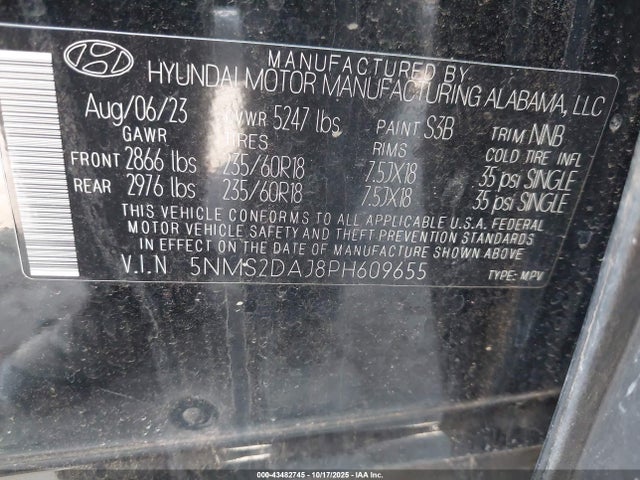 MANUFACTURED BY
HYUNDAI MOTOR MANUFACTURING ALABAMA, LLC
Aug/06/23 GVWR 5247 lbs PAINT S3B TRIM NNB
GAWR TIRES RIMS COLD TIRE INFL
FRONT 2866 lbs 235/60R18 7.5JX18 35 psi SINGLE
REAR 2976 lbs 235/60R18 7.5JX18 35 psi SINGLE
THIS VEHICLE CONFORMS TO ALL APPLICABLE U.S.A. FEDERAL
MOTOR VEHICLE SAFETY AND THEFT PREVENTION STANDARDS
IN EFFECT ON THE DATE OF MANUFACTURE SHOWN ABOVE.
V.I.N 5NMS2DAJ8PH609655 TYPE: MPV
000-43482745 - 10/17/2025 - IAAI.COM